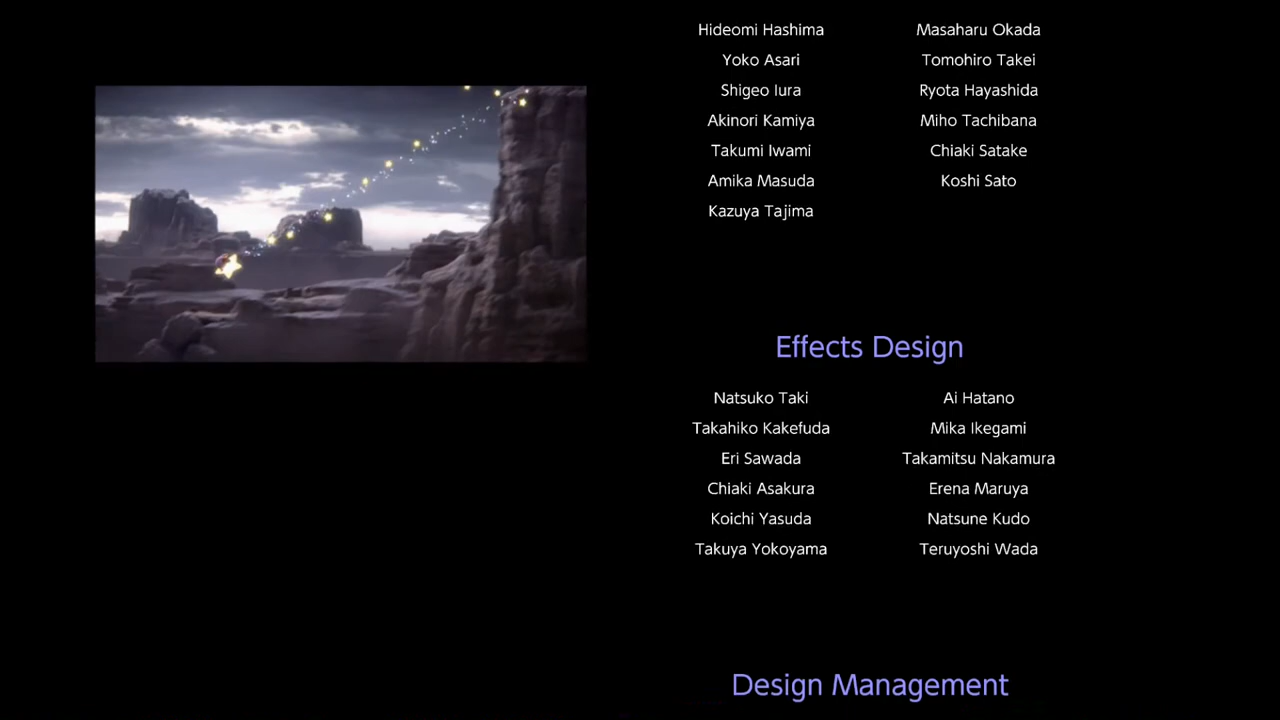 Hideomi Hashima Masaharu Okada
Yoko Asari Tomohiro Takei
Shigeo Iura Ryota Hayashida
Akinori Kamiya Miho Tachibana
Takumi Iwami Chiaki Satake
Amika Masuda Koshi Sato
Kazuya Tajima
Effects Design
Natsuko Taki Ai Hatano
Takahiko Kakefuda Mika Ikegami
Eri Sawada Takamitsu Nakamura
Chiaki Asakura Erena Maruya
Koichi Yasuda Natsune Kudo
Takuya Yokoyama Teruyoshi Wada
Design Management